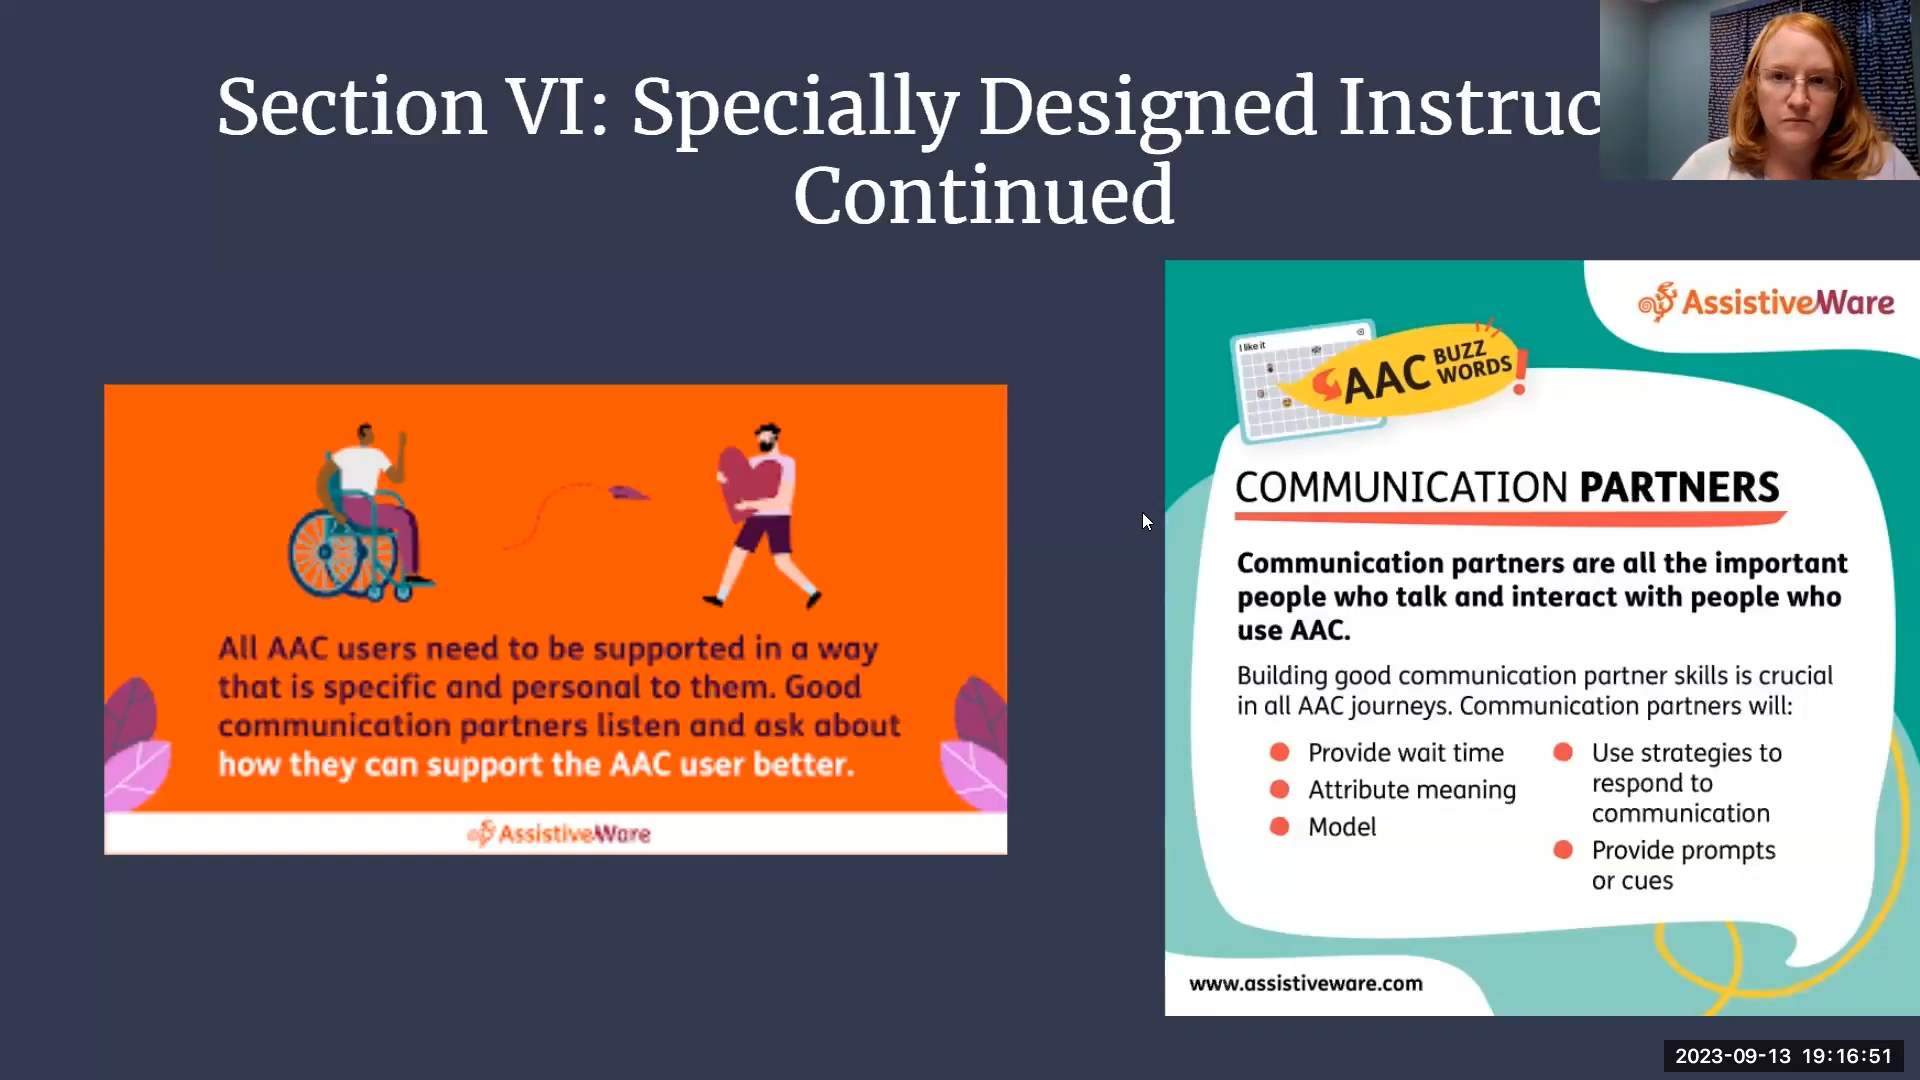 Section VI: Specially Designed Instruc
Continued
All AAC users need to be supported in a way
that is specific and personal to them. Good
communication partners listen and ask about
how they can support the AAC user better.
AssistiveWare
AssistiveWare
I like it
AAC BUZZ
WORDS!
COMMUNICATION PARTNERS
Communication partners are all the important
people who talk and interact with people who
use AAC.
Building good communication partner skills is crucial
in all AAC journeys. Communication partners will:
Provide wait time
Attribute meaning
Model
Use strategies to
respond to
communication
Provide prompts
or cues
www.assistiveware.com
2023-09-13 19:16:51